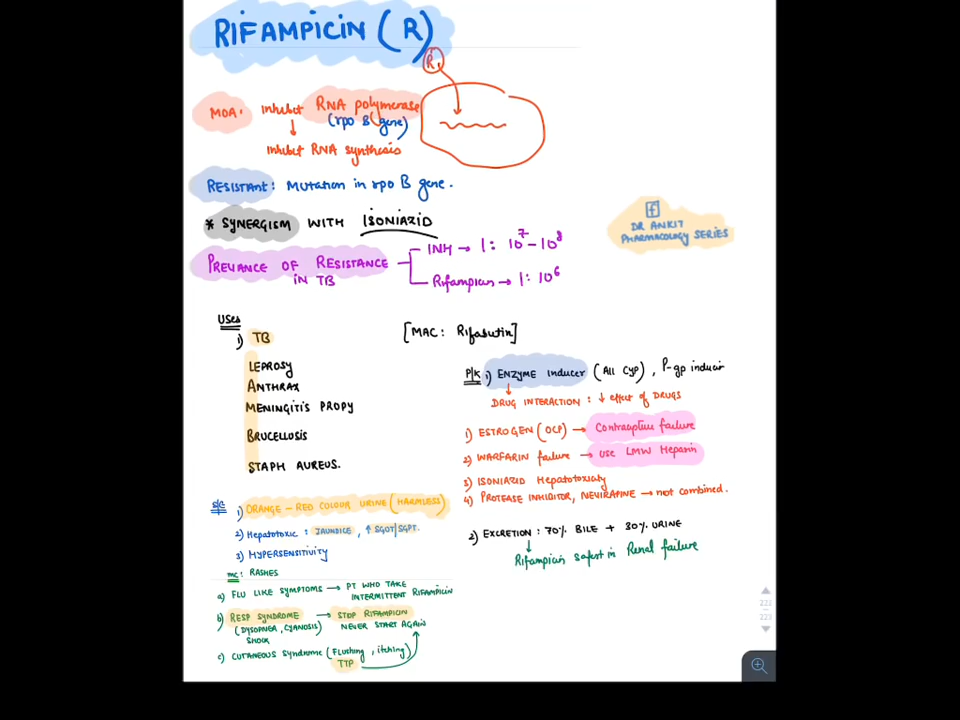 RIFAMPICIN (R)
R
MOA: inhibit RNA polymerase
(rpo B gene)
inhibit RNA synthesis
RESISTANT: Mutation in rpo B gene.
* SYNERGISM WITH ISONIAZID
DR ANKIT
PHARMACOLOGY SERIES
PREVLANCE OF RESISTANCE
IN TB
INH → 1: 10⁷-10⁸
Rifampicin → 1: 10⁶
USES
1) TB
LEPROSY
ANTHRAX
MENINGITIS PROPY
BRUCELLOSIS
STAPH AUREUS.
[MAC: Rifabutin]
P/K 1) ENZYME inducer (All CYP), P-gp inducer
DRUG INTERACTION: ↓ effect of DRUGS
1) ESTROGEN (OCP) → Contraceptive failure
2) WARFARIN failure → USE LMW Heparin
3) ISONIAZID Hepatotoxicity
4) PROTEASE INHIBITOR, NEVIRAPINE → not combined.
2) EXCRETION: 70% BILE + 30% URINE
Rifampicin safest in Renal failure
S/E 1) ORANGE-RED COLOUR URINE (HARMLESS)
2) Hepatotoxic: JAUNDICE, ↑ SGOT/SGPT.
3) HYPERSENSITIVITY
mc: RASHES
a) FLU LIKE SYMPTOMS → PT WHO TAKE
INTERMITTENT RIFAMPICIN
b) RESP SYNDROME → STOP RIFAMPICIN
(DYSOPNEA, CYANOSIS) NEVER START AGAIN
SHOCK
c) CUTANEOUS Syndrome (Flushing, itching)
TTP
222
223